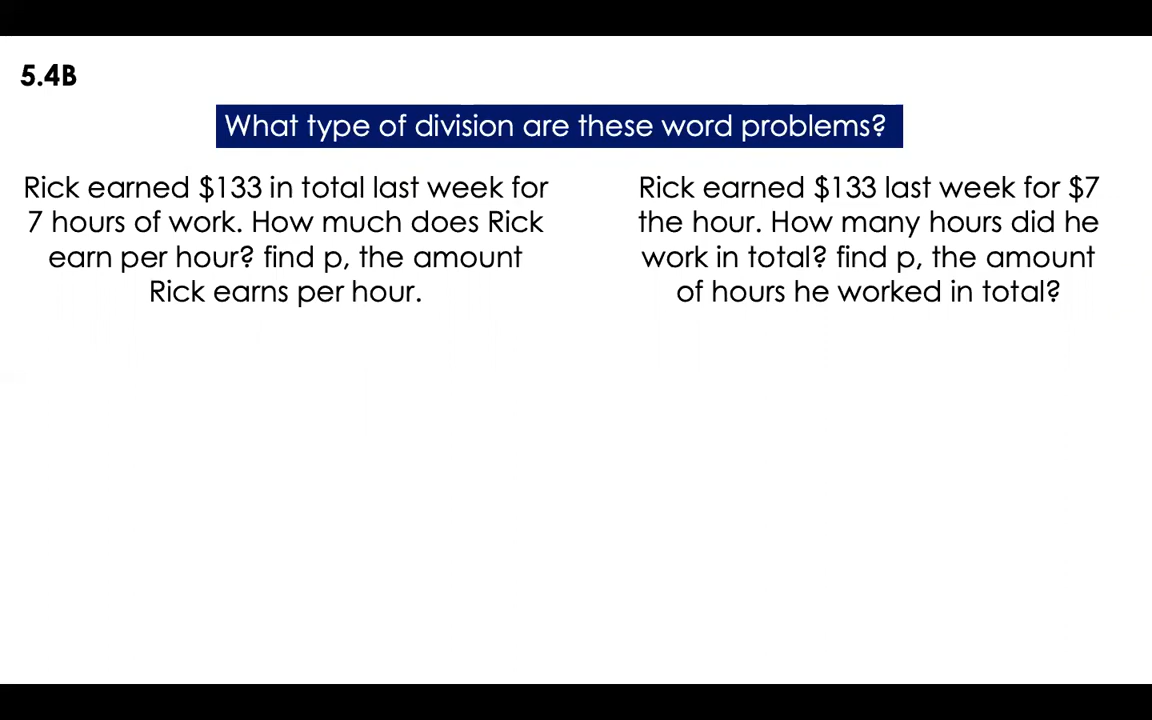 5.4B
What type of division are these word problems?
Rick earned $133 in total last week for
7 hours of work. How much does Rick
earn per hour? find p, the amount
Rick earns per hour.
Rick earned $133 last week for $7
the hour. How many hours did he
work in total? find p, the amount
of hours he worked in total?